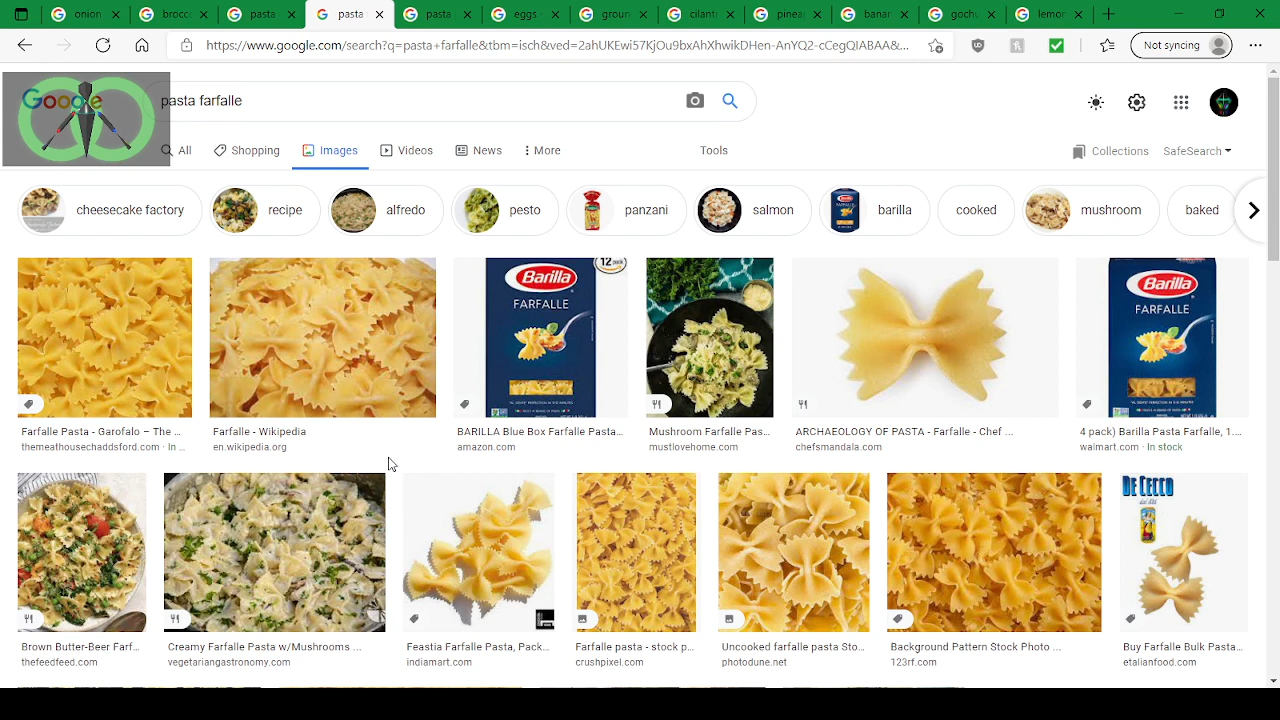 onion
brocc
pasta
pasta
pasta
eggs
groun
cilant
pinea
banan
gochu
lemon
https://www.google.com/search?q=pasta+farfalle&tbm=isch&ved=2ahUKEwi57KjOu9bxAhXhwikDHen-AnYQ2-cCegQIABAA&...
Not syncing
Google
pasta farfalle
All
Shopping
Images
Videos
News
More
Tools
Collections
SafeSearch
cheesecake factory
recipe
alfredo
pesto
panzani
salmon
barilla
cooked
mushroom
baked
Barilla
FARFALLE
12 pack
Barilla
FARFALLE
Farfalle Pasta - Garofalo – The ...
themeathousechaddsford.com · In ...
Farfalle - Wikipedia
en.wikipedia.org
BARILLA Blue Box Farfalle Pasta...
amazon.com
Mushroom Farfalle Pas...
mustlovehome.com
ARCHAEOLOGY OF PASTA - Farfalle - Chef ...
chefsmandala.com
4 pack) Barilla Pasta Farfalle, 1....
walmart.com · In stock
DE CECCO
Brown Butter-Beer Farf...
thefeedfeed.com
Creamy Farfalle Pasta w/Mushrooms ...
vegetariangastronomy.com
Feastia Farfalle Pasta, Pack...
indiamart.com
Farfalle pasta - stock p...
crushpixel.com
Uncooked farfalle pasta Sto...
photodune.net
Background Pattern Stock Photo ...
123rf.com
Buy Farfalle Bulk Pasta...
etalianfood.com